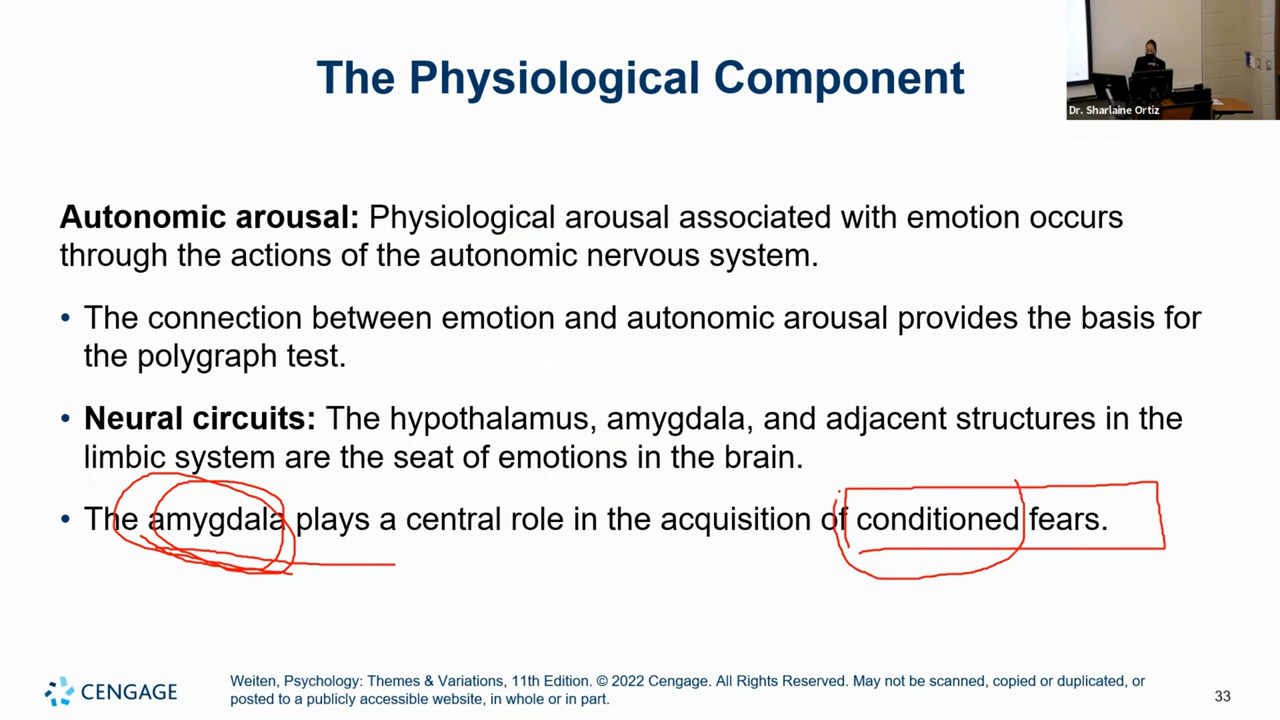 The Physiological Component
Dr. Sharlaine Ortiz
Autonomic arousal: Physiological arousal associated with emotion occurs
through the actions of the autonomic nervous system.
• The connection between emotion and autonomic arousal provides the basis for
the polygraph test.
• Neural circuits: The hypothalamus, amygdala, and adjacent structures in the
limbic system are the seat of emotions in the brain.
• The amygdala plays a central role in the acquisition of conditioned fears.
CENGAGE
Weiten, Psychology: Themes & Variations, 11th Edition. © 2022 Cengage. All Rights Reserved. May not be scanned, copied or duplicated, or
posted to a publicly accessible website, in whole or in part.
33